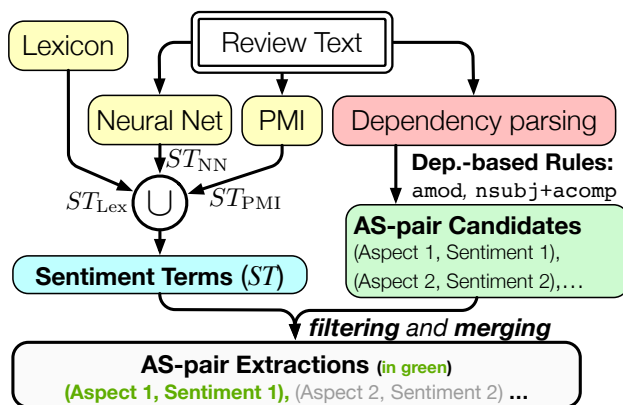 Lexicon
Review Text
Neural Net
PMI
Dependency parsing
ST_NN
ST_Lex
ST_PMI
∪
Dep.-based Rules:
amod, nsubj+acomp
AS-pair Candidates
(Aspect 1, Sentiment 1),
(Aspect 2, Sentiment 2),...
Sentiment Terms (ST)
filtering and merging
AS-pair Extractions (in green)
(Aspect 1, Sentiment 1), (Aspect 2, Sentiment 2) ...